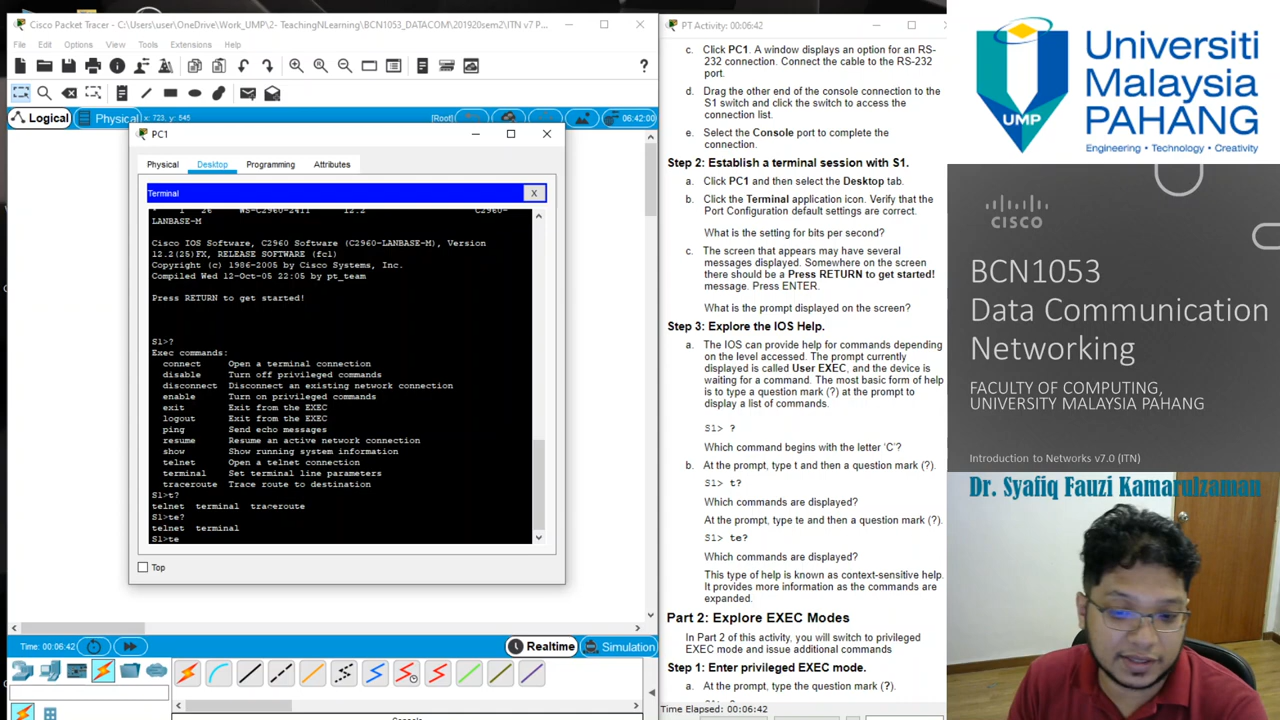 Cisco Packet Tracer - C:\Users\user\OneDrive\Work_UMP\2- TeachingNLearning\BCN1053_DATACOM\201920sem2\ITN v7 P...
File Edit Options View Tools Extensions Help
Logical Physical x: 723, y: 545 [Root] 06:42:00
PC1
Physical Desktop Programming Attributes
Terminal X
* 1 26 WS-C2960-24TT 12.2 C2960-
LANBASE-M
Cisco IOS Software, C2960 Software (C2960-LANBASE-M), Version
12.2(25)FX, RELEASE SOFTWARE (fc1)
Copyright (c) 1986-2005 by Cisco Systems, Inc.
Compiled Wed 12-Oct-05 22:05 by pt_team
Press RETURN to get started!
S1>?
Exec commands:
connect Open a terminal connection
disable Turn off privileged commands
disconnect Disconnect an existing network connection
enable Turn on privileged commands
exit Exit from the EXEC
logout Exit from the EXEC
ping Send echo messages
resume Resume an active network connection
show Show running system information
telnet Open a telnet connection
terminal Set terminal line parameters
traceroute Trace route to destination
S1>t?
telnet terminal traceroute
S1>te?
telnet terminal
S1>te
Top
Time: 00:06:42
Realtime Simulation
PT Activity: 00:06:42
c. Click PC1. A window displays an option for an RS-
232 connection. Connect the cable to the RS-232
port.
d. Drag the other end of the console connection to the
S1 switch and click the switch to access the
connection list.
e. Select the Console port to complete the
connection.
Step 2: Establish a terminal session with S1.
a. Click PC1 and then select the Desktop tab.
b. Click the Terminal application icon. Verify that the
Port Configuration default settings are correct.
What is the setting for bits per second?
c. The screen that appears may have several
messages displayed. Somewhere on the screen
there should be a Press RETURN to get started!
message. Press ENTER.
What is the prompt displayed on the screen?
Step 3: Explore the IOS Help.
a. The IOS can provide help for commands depending
on the level accessed. The prompt currently
displayed is called User EXEC, and the device is
waiting for a command. The most basic form of help
is to type a question mark (?) at the prompt to
display a list of commands.
S1> ?
Which command begins with the letter 'C'?
b. At the prompt, type t and then a question mark (?).
S1> t?
Which commands are displayed?
At the prompt, type te and then a question mark (?).
S1> te?
Which commands are displayed?
This type of help is known as context-sensitive help.
It provides more information as the commands are
expanded.
Part 2: Explore EXEC Modes
In Part 2 of this activity, you will switch to privileged
EXEC mode and issue additional commands
Step 1: Enter privileged EXEC mode.
a. At the prompt, type the question mark (?).
Time Elapsed: 00:06:42
UMP
Universiti
Malaysia
PAHANG
Engineering • Technology • Creativity
CISCO
BCN1053
Data Communication
Networking
FACULTY OF COMPUTING,
UNIVERSITY MALAYSIA PAHANG
Introduction to Networks v7.0 (ITN)
Dr. Syafiq Fauzi Kamarulzaman